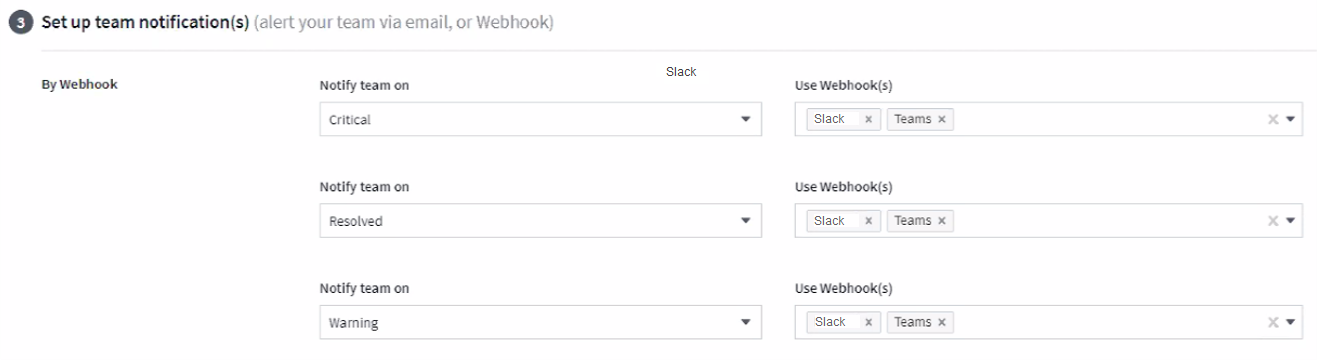 3 Set up team notification(s) (alert your team via email, or Webhook)
Slack
By Webhook Notify team on Use Webhook(s)
Critical Slack x Teams x x
Notify team on Use Webhook(s)
Resolved Slack x Teams x x
Notify team on Use Webhook(s)
Warning Slack x Teams x x